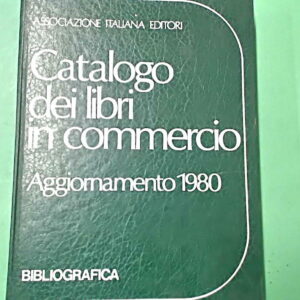 ASSOCIAZIONE ITALIANA EDITORI
Catalogo
dei libri
in commercio
Aggiornamento 1980
BIBLIOGRAFICA